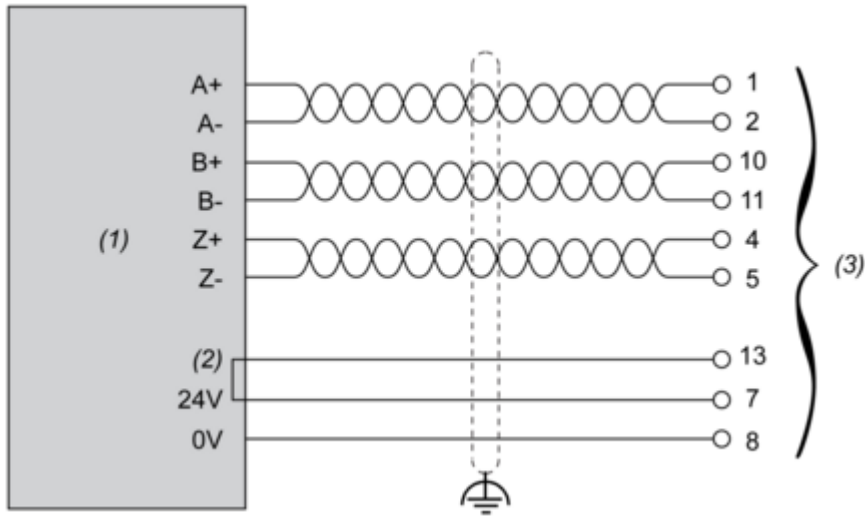 A+ 1
A- 2
B+ 10
B- 11
(1) Z+ 4 (3)
Z- 5
(2) 13
24V 7
0V 8